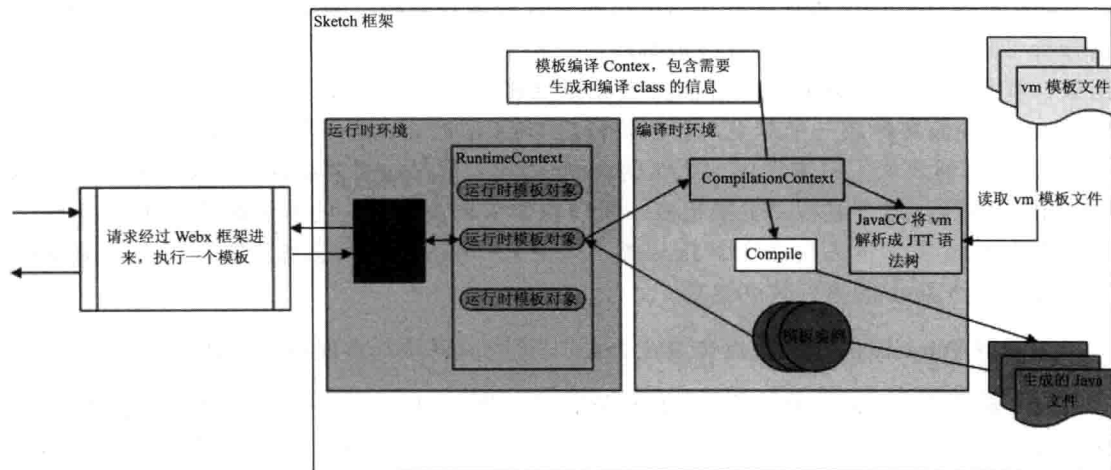 Sketch 框架
模板编译 Contex，包含需要
生成和编译 class 的信息
vm 模板文件
运行时环境
编译时环境
RuntimeContext
运行时模板对象
CompilationContext
读取 vm 模板文件
请求经过 Webx 框架进
来，执行一个模板
运行时模板对象
JavaCC 将 vm
解析成 JTT 语
法树
Compile
运行时模板对象
模板实例
生成的 Java
文件